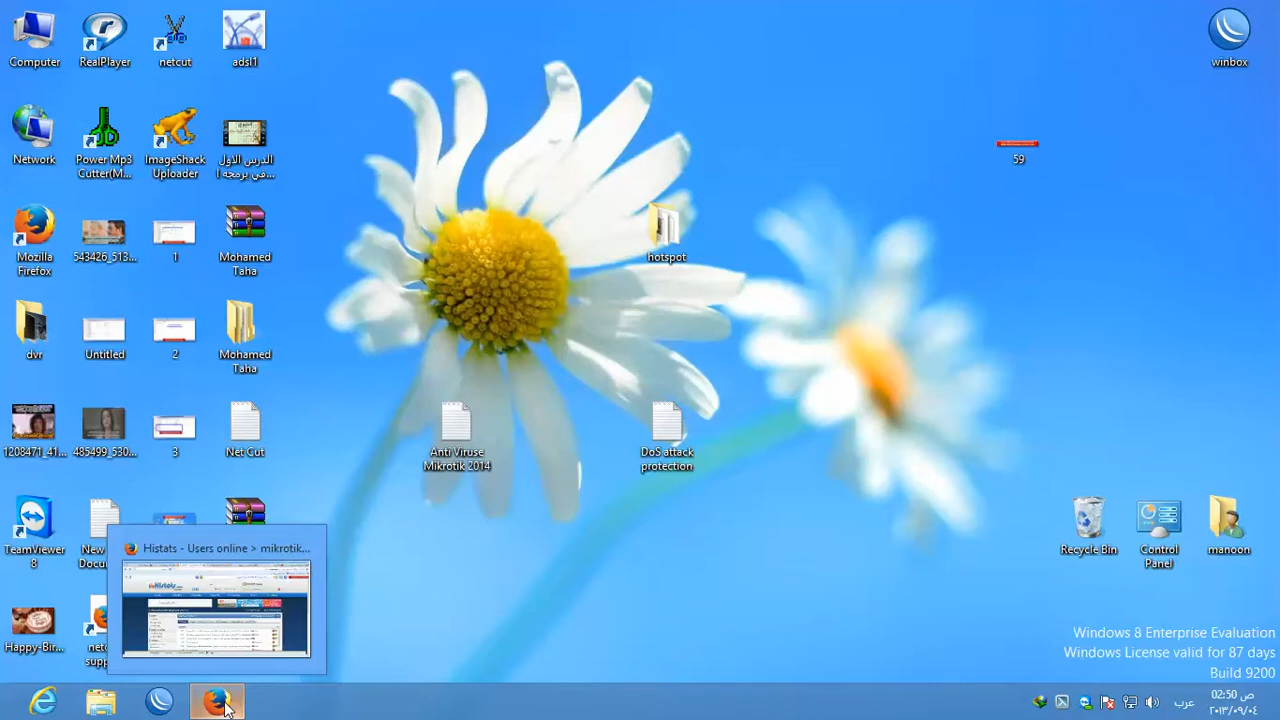 Computer
RealPlayer
netcut
adsl1
winbox
Network
Power Mp3
Cutter(M...
ImageShack
Uploader
الدرس الاول
في برمجه ا...
59
Mozilla
Firefox
543426_513...
1
Mohamed
Taha
hotspot
dvr
Untitled
2
Mohamed
Taha
1208471_41...
485499_530...
3
Net Cut
Anti Viruse
Mikrotik 2014
DoS attack
protection
TeamViewer
8
New
Docum
Recycle Bin
Control
Panel
manoon
Histats - Users online > mikrotik,...
Happy-Bir...
netc
supp
Windows 8 Enterprise Evaluation
Windows License valid for 87 days
Build 9200
عرب
02:50 ص
٢٠١٣/٠٩/٠٤